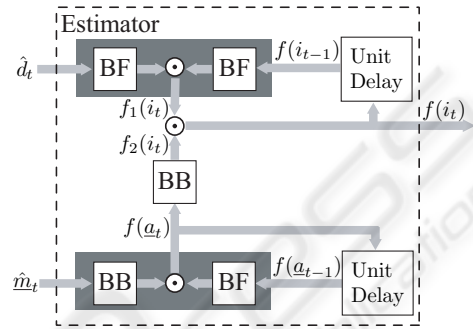 Estimator
d̂_t
BF
BF
f(i_{t−1})
Unit
Delay
f_1(i_t)
f(i_t)
f_2(i_t)
BB
f(a̲_t)
m̲̂_t
BB
BF
f(a̲_{t−1})
Unit
Delay